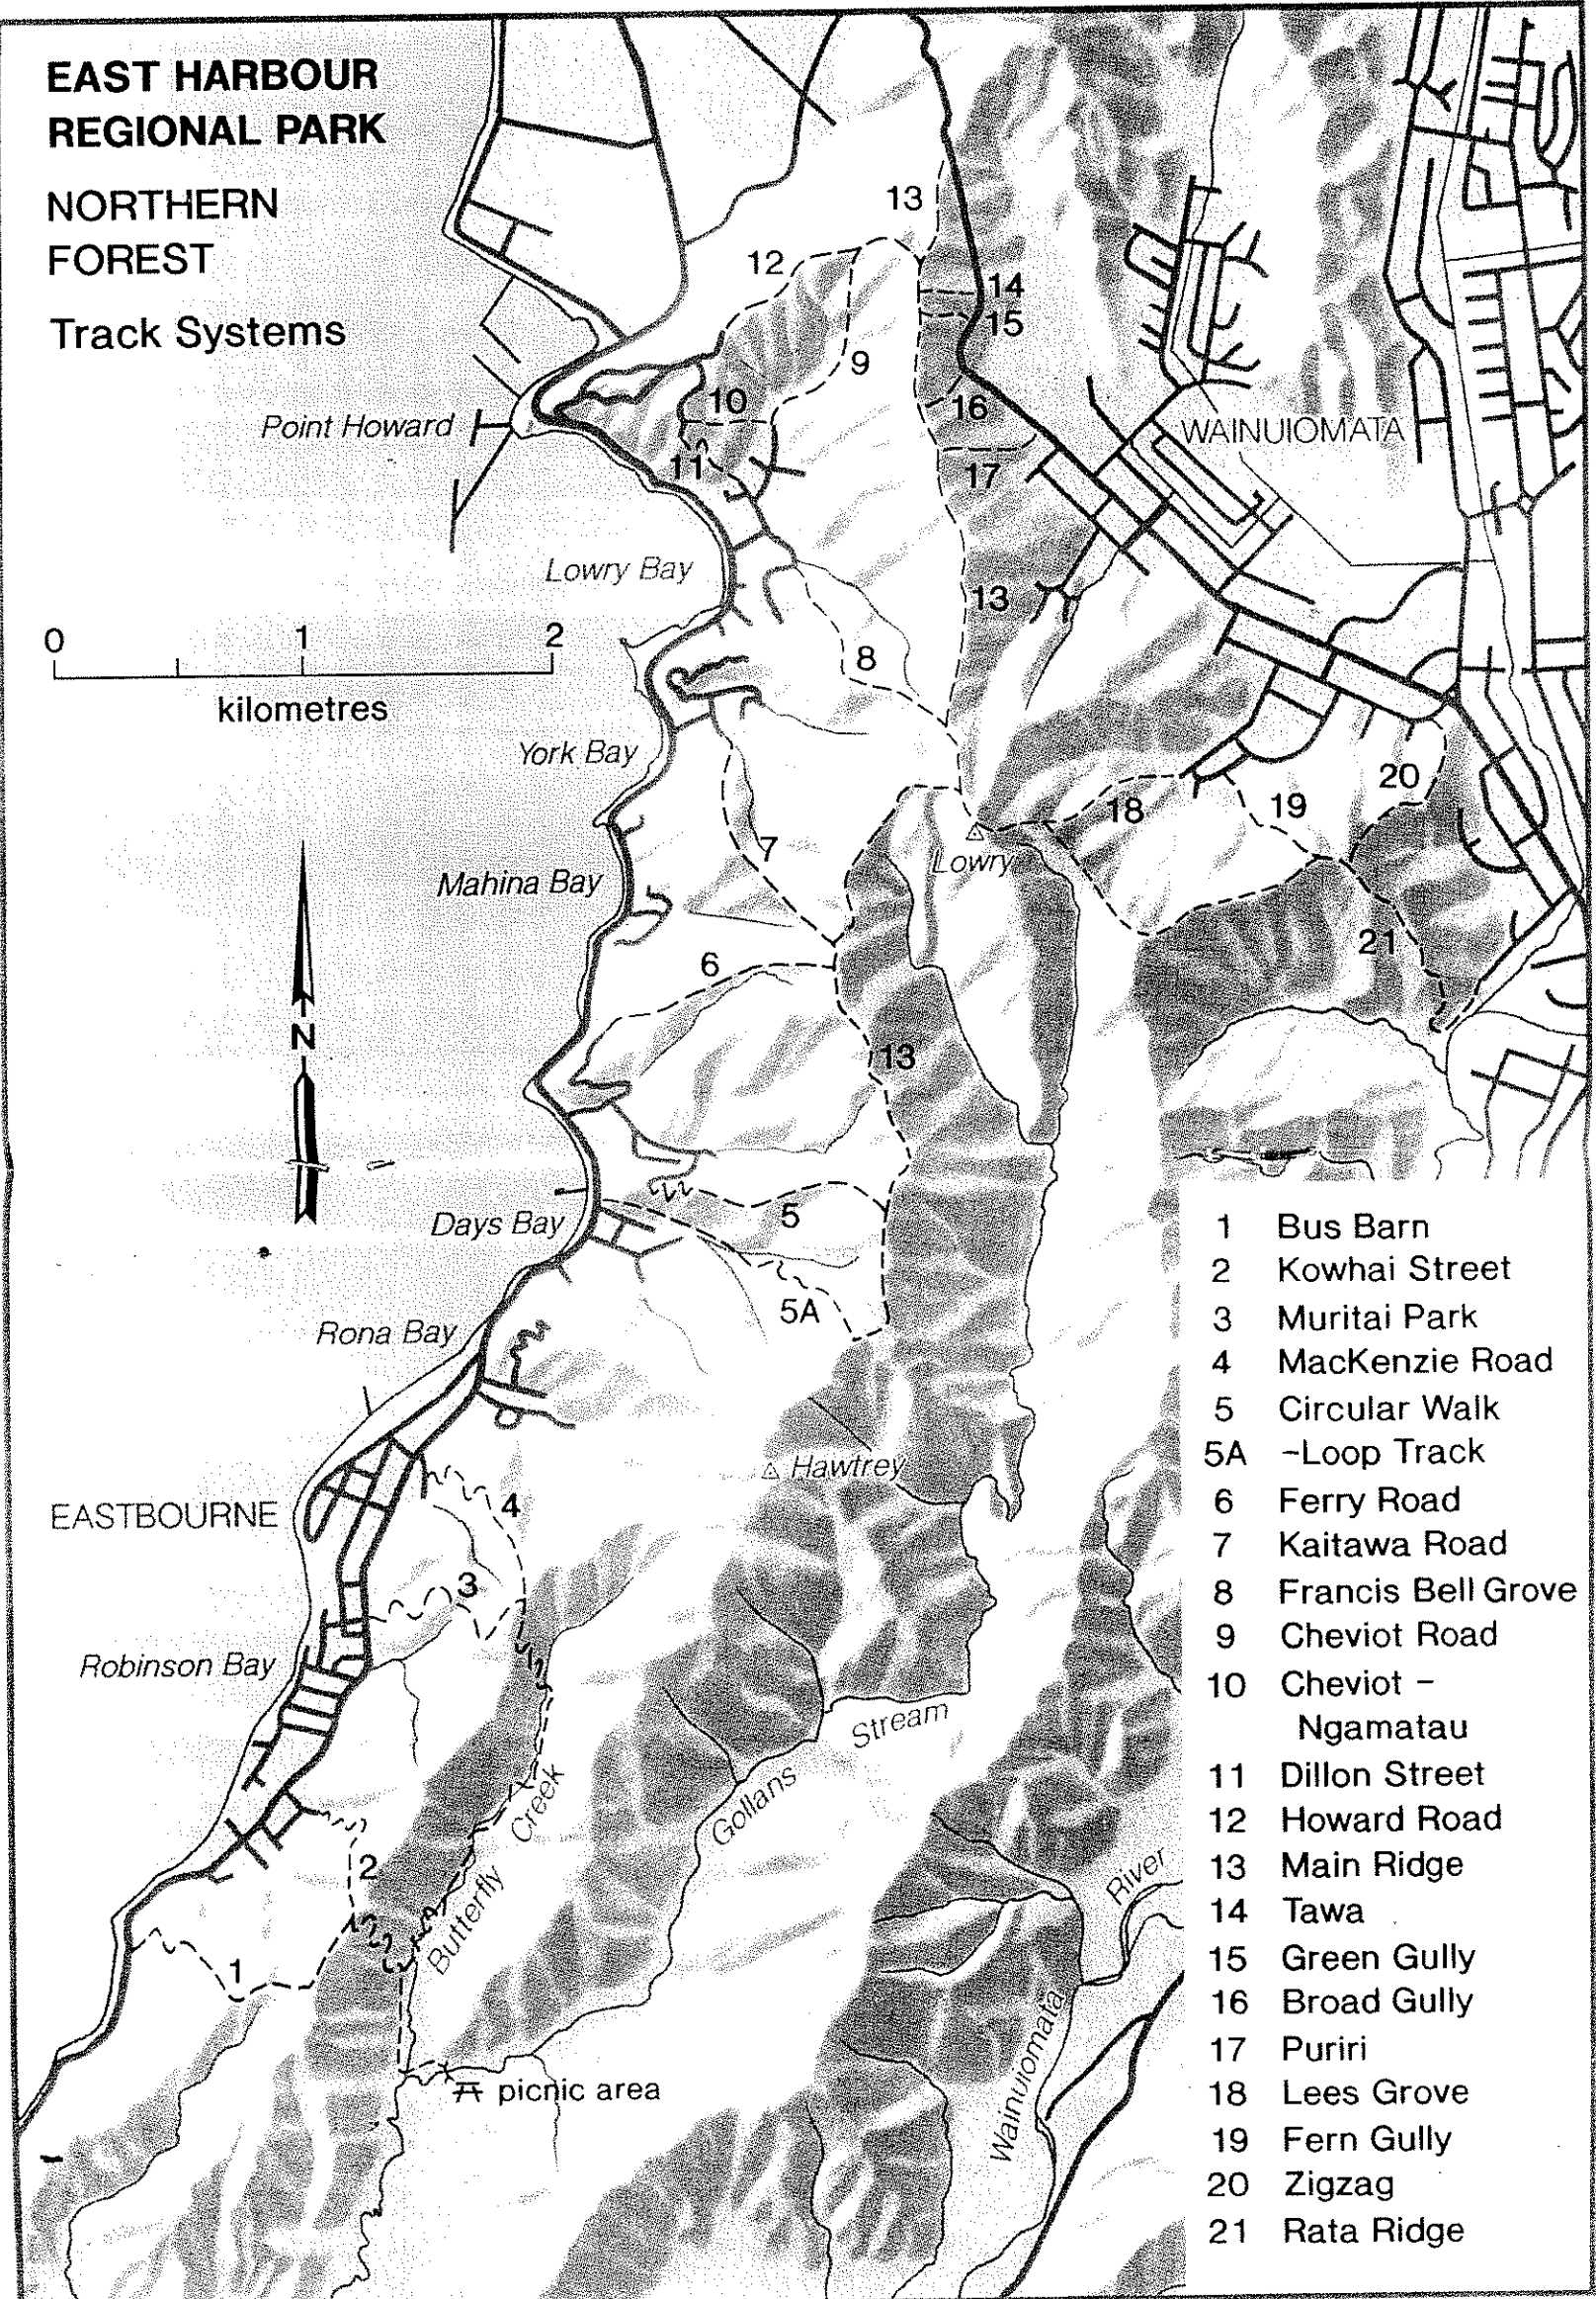 EAST HARBOUR
REGIONAL PARK
NORTHERN
FOREST
Track Systems
13
12
14
15
9
10
16
Point Howard
WAINUIOMATA
11
17
Lowry Bay
13
0 1 2
kilometres
8
York Bay
20
18
19
7
Lowry
Mahina Bay
21
6
N
13
Days Bay
5
5A
Rona Bay
Hawtrey
EASTBOURNE
4
3
Robinson Bay
Gollans Stream
Butterfly Creek
2
1
Wainuiomata River
picnic area
1 Bus Barn
2 Kowhai Street
3 Muritai Park
4 MacKenzie Road
5 Circular Walk
5A -Loop Track
6 Ferry Road
7 Kaitawa Road
8 Francis Bell Grove
9 Cheviot Road
10 Cheviot -
Ngamatau
11 Dillon Street
12 Howard Road
13 Main Ridge
14 Tawa
15 Green Gully
16 Broad Gully
17 Puriri
18 Lees Grove
19 Fern Gully
20 Zigzag
21 Rata Ridge